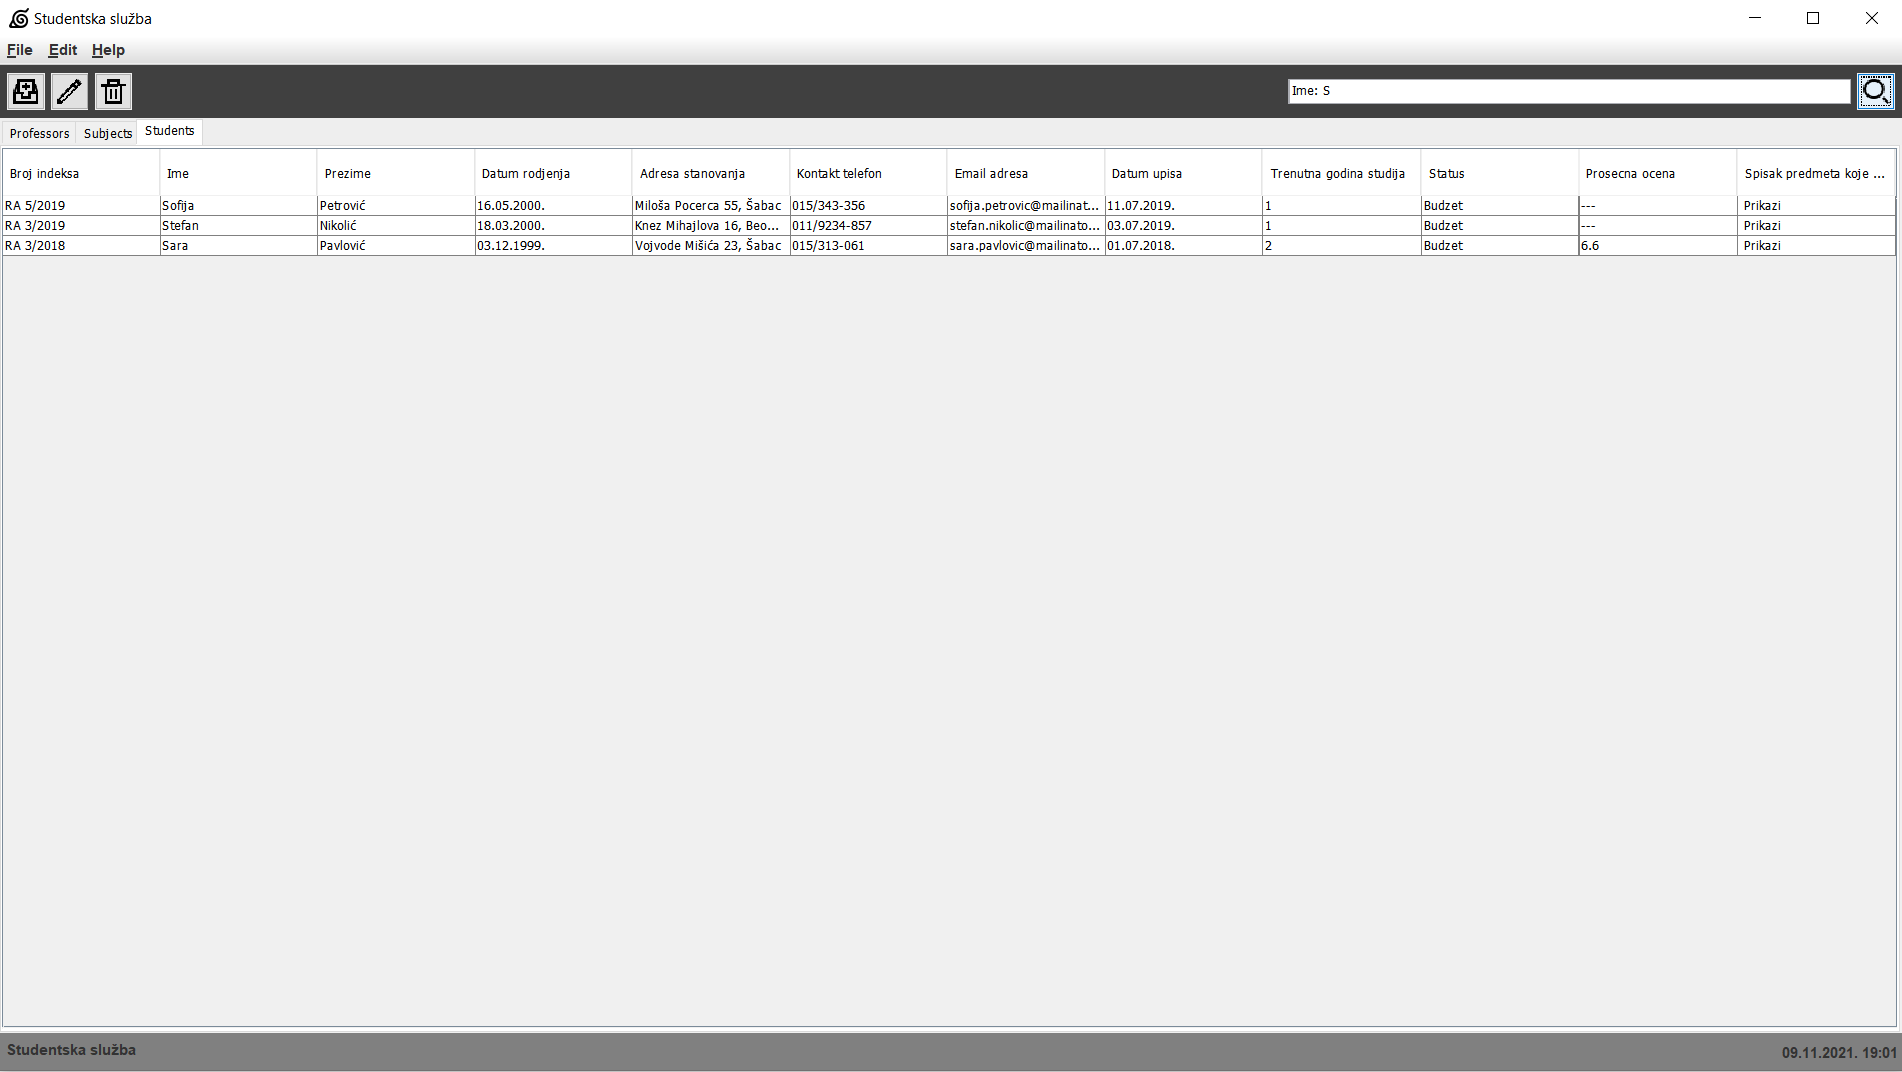 Studentska služba
File Edit Help
Ime: S
Professors Subjects Students
Broj indeksa Ime Prezime Datum rodjenja Adresa stanovanja Kontakt telefon Email adresa Datum upisa Trenutna godina studija Status Prosecna ocena Spisak predmeta koje ...
RA 5/2019 Sofija Petrović 16.05.2000. Miloša Pocerca 55, Šabac 015/343-356 sofija.petrovic@mailinat... 11.07.2019. 1 Budzet --- Prikazi
RA 3/2019 Stefan Nikolić 18.03.2000. Knez Mihajlova 16, Beo... 011/9234-857 stefan.nikolic@mailinato... 03.07.2019. 1 Budzet --- Prikazi
RA 3/2018 Sara Pavlović 03.12.1999. Vojvode Mišića 23, Šabac 015/313-061 sara.pavlovic@mailinato... 01.07.2018. 2 Budzet 6.6 Prikazi
Studentska služba 09.11.2021. 19:01